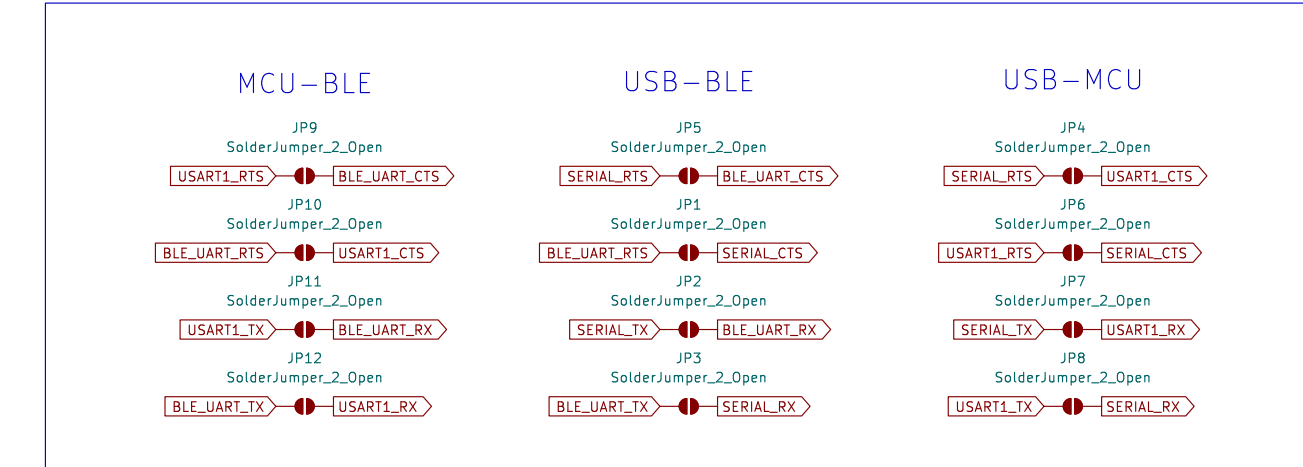 MCU-BLE
JP9
SolderJumper_2_Open
USART1_RTS BLE_UART_CTS
JP10
SolderJumper_2_Open
BLE_UART_RTS USART1_CTS
JP11
SolderJumper_2_Open
USART1_TX BLE_UART_RX
JP12
SolderJumper_2_Open
BLE_UART_TX USART1_RX
USB-BLE
JP5
SolderJumper_2_Open
SERIAL_RTS BLE_UART_CTS
JP1
SolderJumper_2_Open
BLE_UART_RTS SERIAL_CTS
JP2
SolderJumper_2_Open
SERIAL_TX BLE_UART_RX
JP3
SolderJumper_2_Open
BLE_UART_TX SERIAL_RX
USB-MCU
JP4
SolderJumper_2_Open
SERIAL_RTS USART1_CTS
JP6
SolderJumper_2_Open
USART1_RTS SERIAL_CTS
JP7
SolderJumper_2_Open
SERIAL_TX USART1_RX
JP8
SolderJumper_2_Open
USART1_TX SERIAL_RX